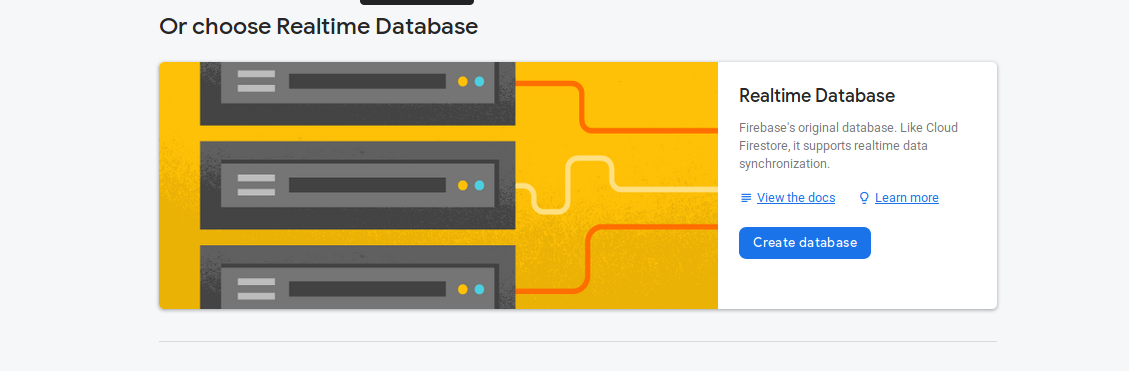 Or choose Realtime Database
Realtime Database
Firebase's original database. Like Cloud
Firestore, it supports realtime data
synchronization.
View the docs
Learn more
Create database